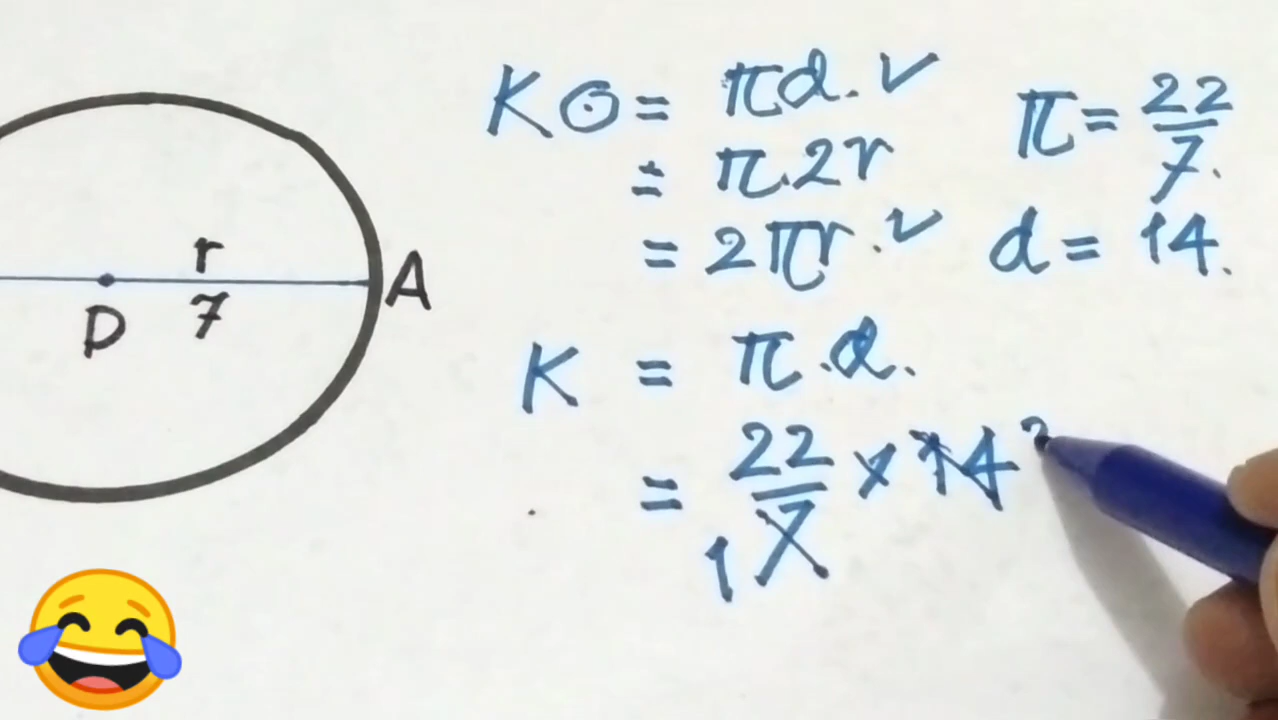 K⊙ = πd. ✓
= π.2r
= 2πr. ✓
π = 22/7.
d = 14.
r
7
D
A
K = π.d.
= 22/7 × 14 2
1